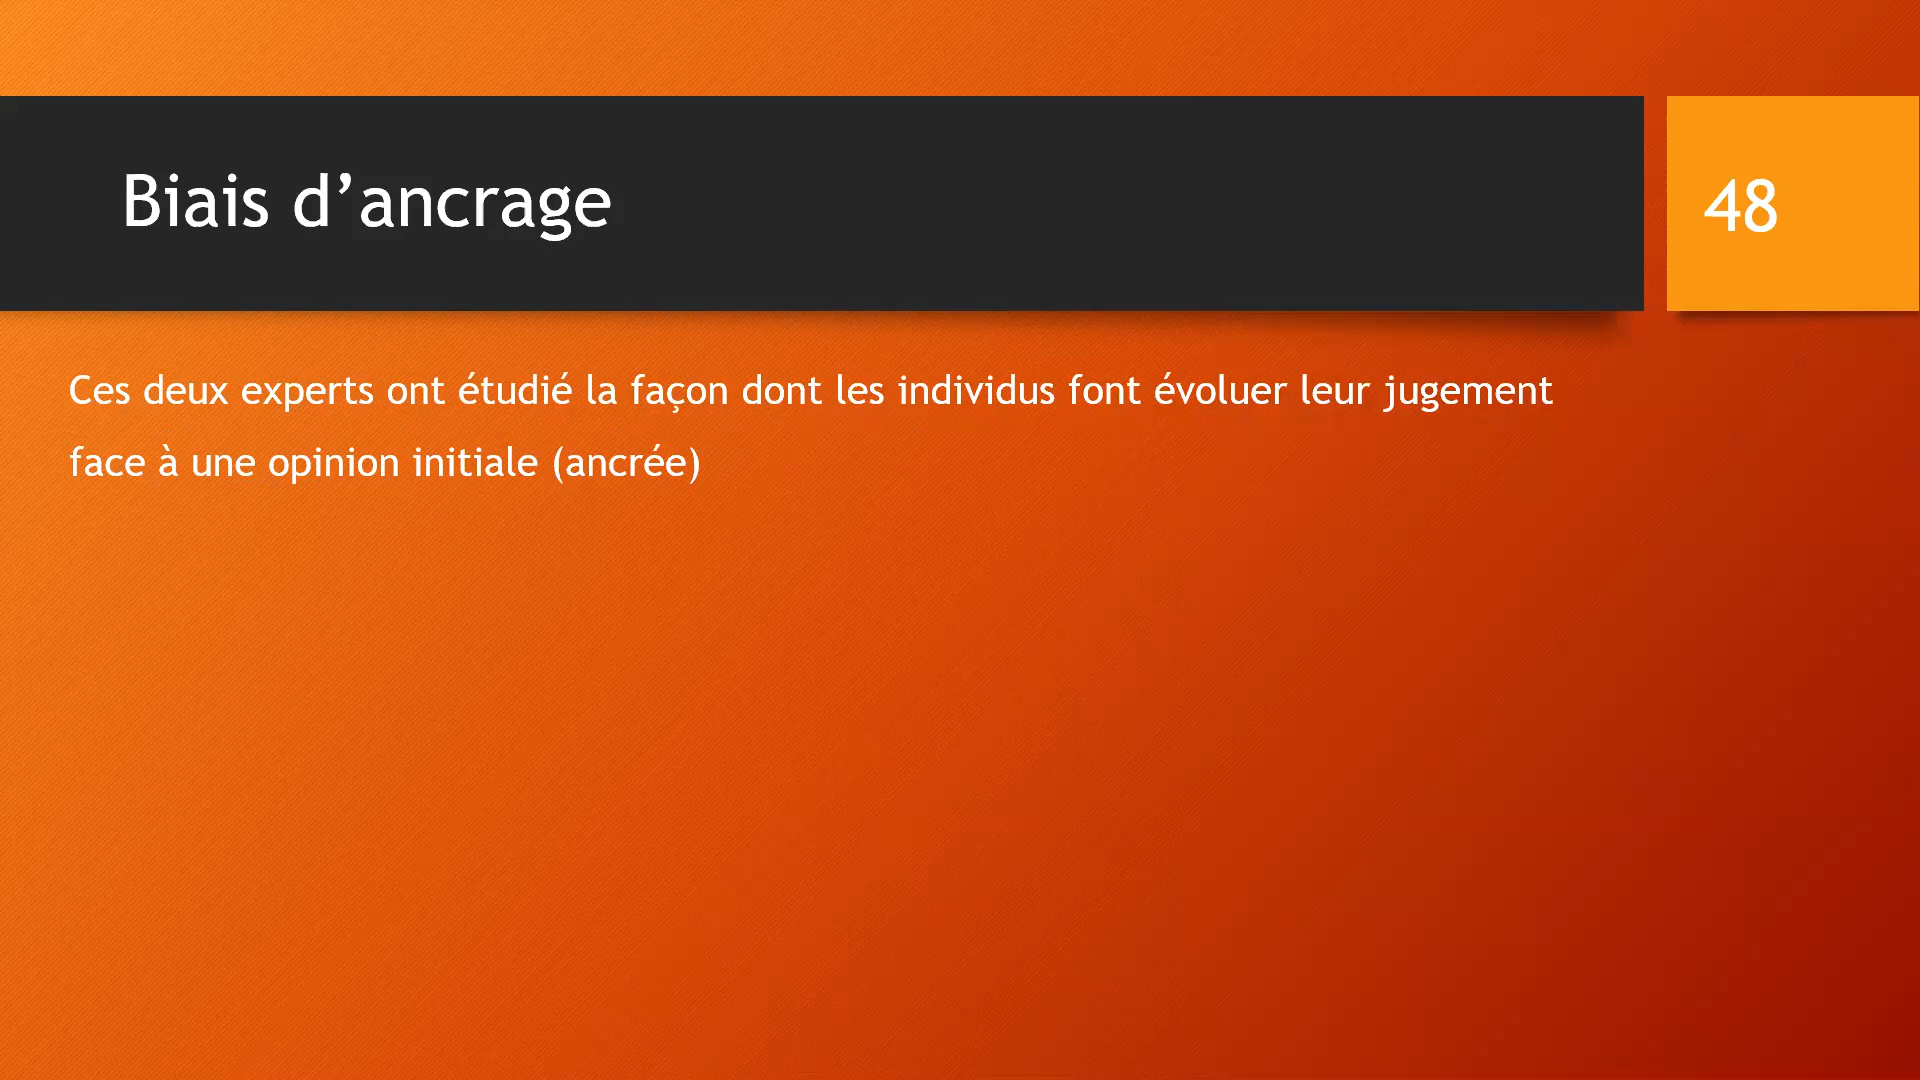 Biais d’ancrage
48
Ces deux experts ont étudié la façon dont les individus font évoluer leur jugement
face à une opinion initiale (ancrée)